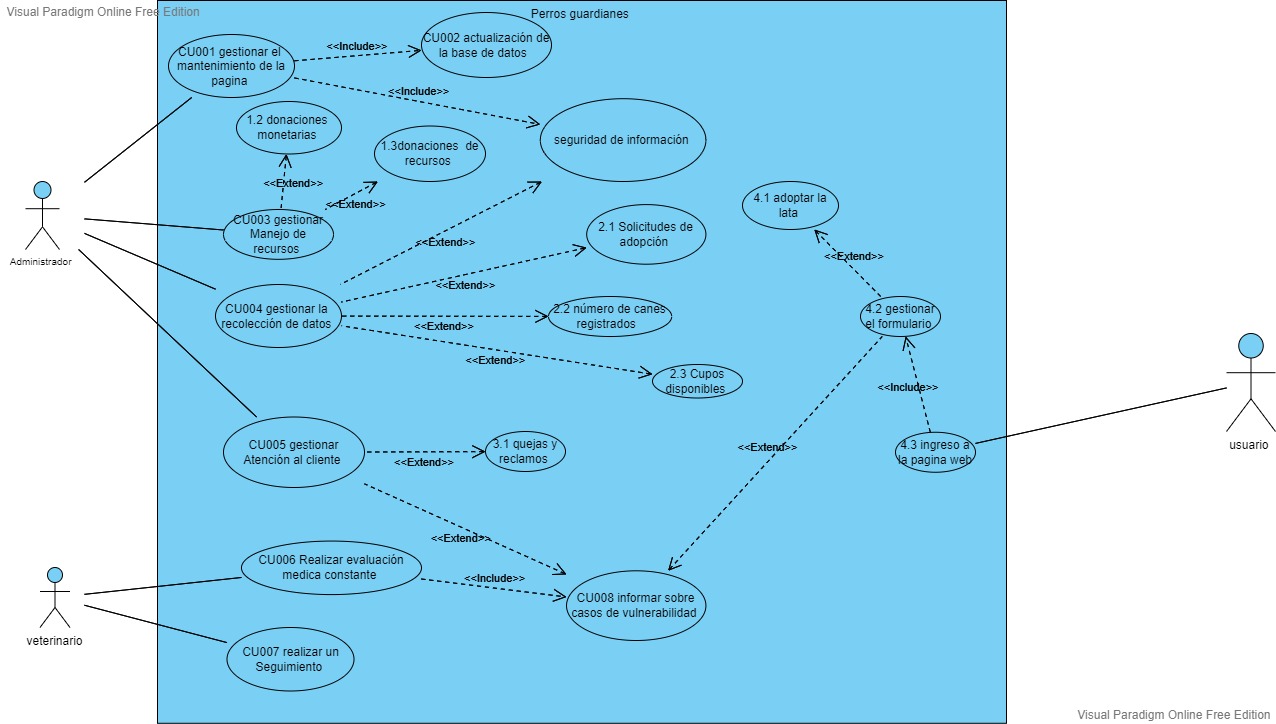 Visual Paradigm Online Free Edition
Perros guardianes
CU001 gestionar el
mantenimiento de la
pagina
<<Include>>
CU002 actualización de
la base de datos
<<Include>>
1.2 donaciones
monetarias
1.3donaciones de
recursos
seguridad de información
<<Extend>>
<<Extend>>
4.1 adoptar la
lata
CU003 gestionar
Manejo de
recursos
2.1 Solicitudes de
adopción
<<Extend>>
<<Extend>>
Administrador
<<Extend>>
CU004 gestionar la
recolección de datos
2.2 número de canes
registrados
4.2 gestionar
el formulario
<<Extend>>
<<Extend>>
2.3 Cupos
disponibles
<<Include>>
CU005 gestionar
Atención al cliente
3.1 quejas y
reclamos
4.3 ingreso a
la pagina web
usuario
<<Extend>>
<<Extend>>
<<Extend>>
CU006 Realizar evaluación
medica constante
<<Include>>
CU008 informar sobre
casos de vulnerabilidad
veterinario
CU007 realizar un
Seguimiento
Visual Paradigm Online Free Edition